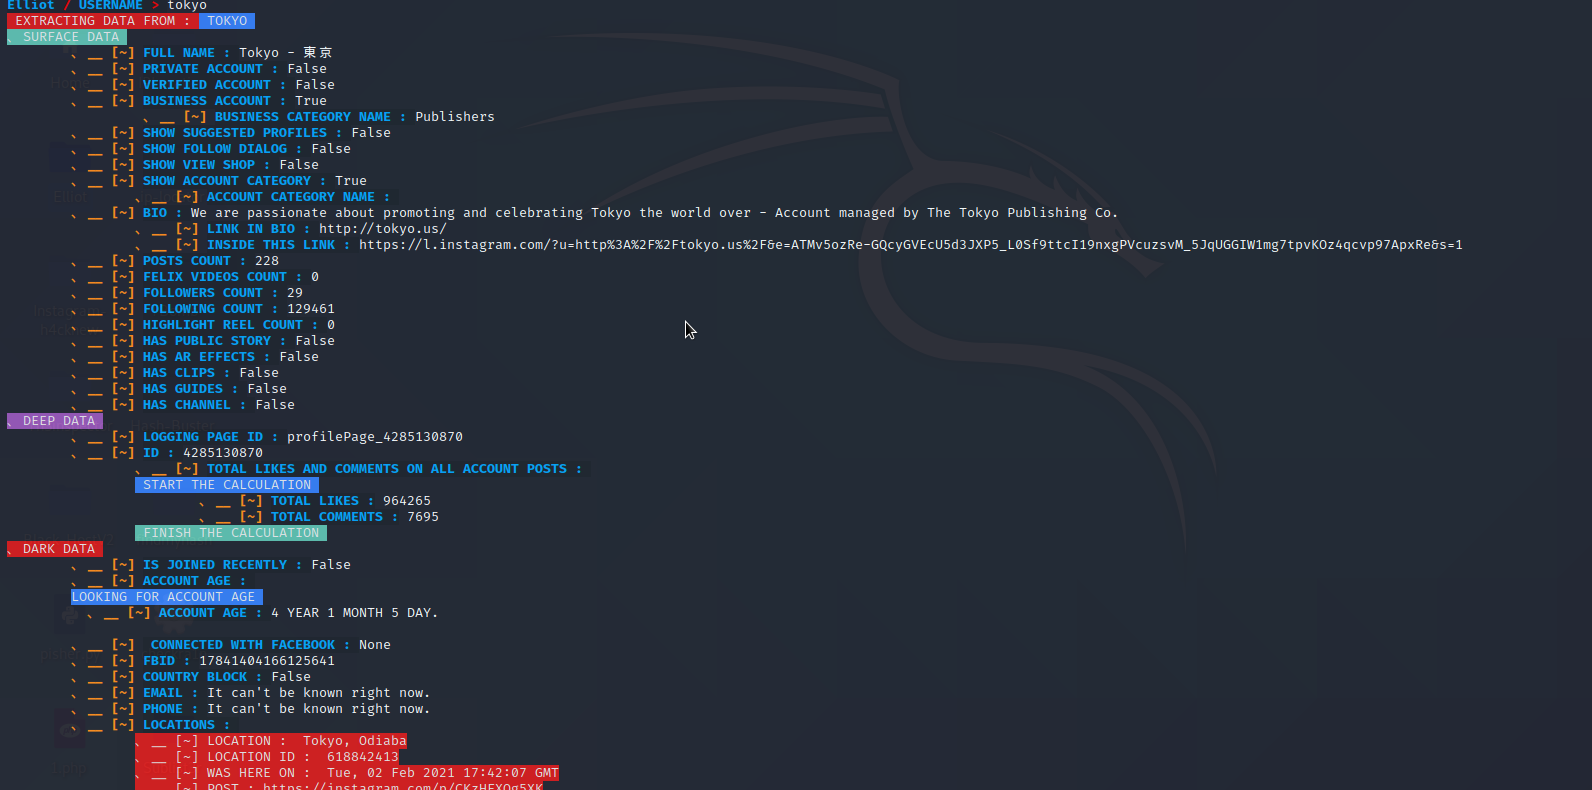 Elliot / USERNAME > tokyo
EXTRACTING DATA FROM : TOKYO
、 SURFACE DATA
、 __ [~] FULL NAME : Tokyo - 東京
、 __ [~] PRIVATE ACCOUNT : False
、 __ [~] VERIFIED ACCOUNT : False
、 __ [~] BUSINESS ACCOUNT : True
、 __ [~] BUSINESS CATEGORY NAME : Publishers
、 __ [~] SHOW SUGGESTED PROFILES : False
、 __ [~] SHOW FOLLOW DIALOG : False
、 __ [~] SHOW VIEW SHOP : False
、 __ [~] SHOW ACCOUNT CATEGORY : True
、 __ [~] ACCOUNT CATEGORY NAME :
、 __ [~] BIO : We are passionate about promoting and celebrating Tokyo the world over - Account managed by The Tokyo Publishing Co.
、 __ [~] LINK IN BIO : http://tokyo.us/
、 __ [~] INSIDE THIS LINK : https://l.instagram.com/?u=http%3A%2F%2Ftokyo.us%2F&e=ATMv5ozRe-GQcyGVEcU5d3JXP5_L0Sf9ttcI19nxgPVcuzsvM_5JqUGGIW1mg7tpvKOz4qcvp97ApxRe&s=1
、 __ [~] POSTS COUNT : 228
、 __ [~] FELIX VIDEOS COUNT : 0
、 __ [~] FOLLOWERS COUNT : 29
、 __ [~] FOLLOWING COUNT : 129461
、 __ [~] HIGHLIGHT REEL COUNT : 0
、 __ [~] HAS PUBLIC STORY : False
、 __ [~] HAS AR EFFECTS : False
、 __ [~] HAS CLIPS : False
、 __ [~] HAS GUIDES : False
、 __ [~] HAS CHANNEL : False
、 DEEP DATA
、 __ [~] LOGGING PAGE ID : profilePage_4285130870
、 __ [~] ID : 4285130870
、 __ [~] TOTAL LIKES AND COMMENTS ON ALL ACCOUNT POSTS :
START THE CALCULATION
、 __ [~] TOTAL LIKES : 964265
、 __ [~] TOTAL COMMENTS : 7695
FINISH THE CALCULATION
、 DARK DATA
、 __ [~] IS JOINED RECENTLY : False
、 __ [~] ACCOUNT AGE :
LOOKING FOR ACCOUNT AGE
、 __ [~] ACCOUNT AGE : 4 YEAR 1 MONTH 5 DAY.
、 __ [~] CONNECTED WITH FACEBOOK : None
、 __ [~] FBID : 17841404166125641
、 __ [~] COUNTRY BLOCK : False
、 __ [~] EMAIL : It can't be known right now.
、 __ [~] PHONE : It can't be known right now.
、 __ [~] LOCATIONS :
、 __ [~] LOCATION : Tokyo, Odiaba
、 __ [~] LOCATION ID : 618842413
、 __ [~] WAS HERE ON : Tue, 02 Feb 2021 17:42:07 GMT
[~] POST : https://instagram.com/p/CKzHFXOg5XK